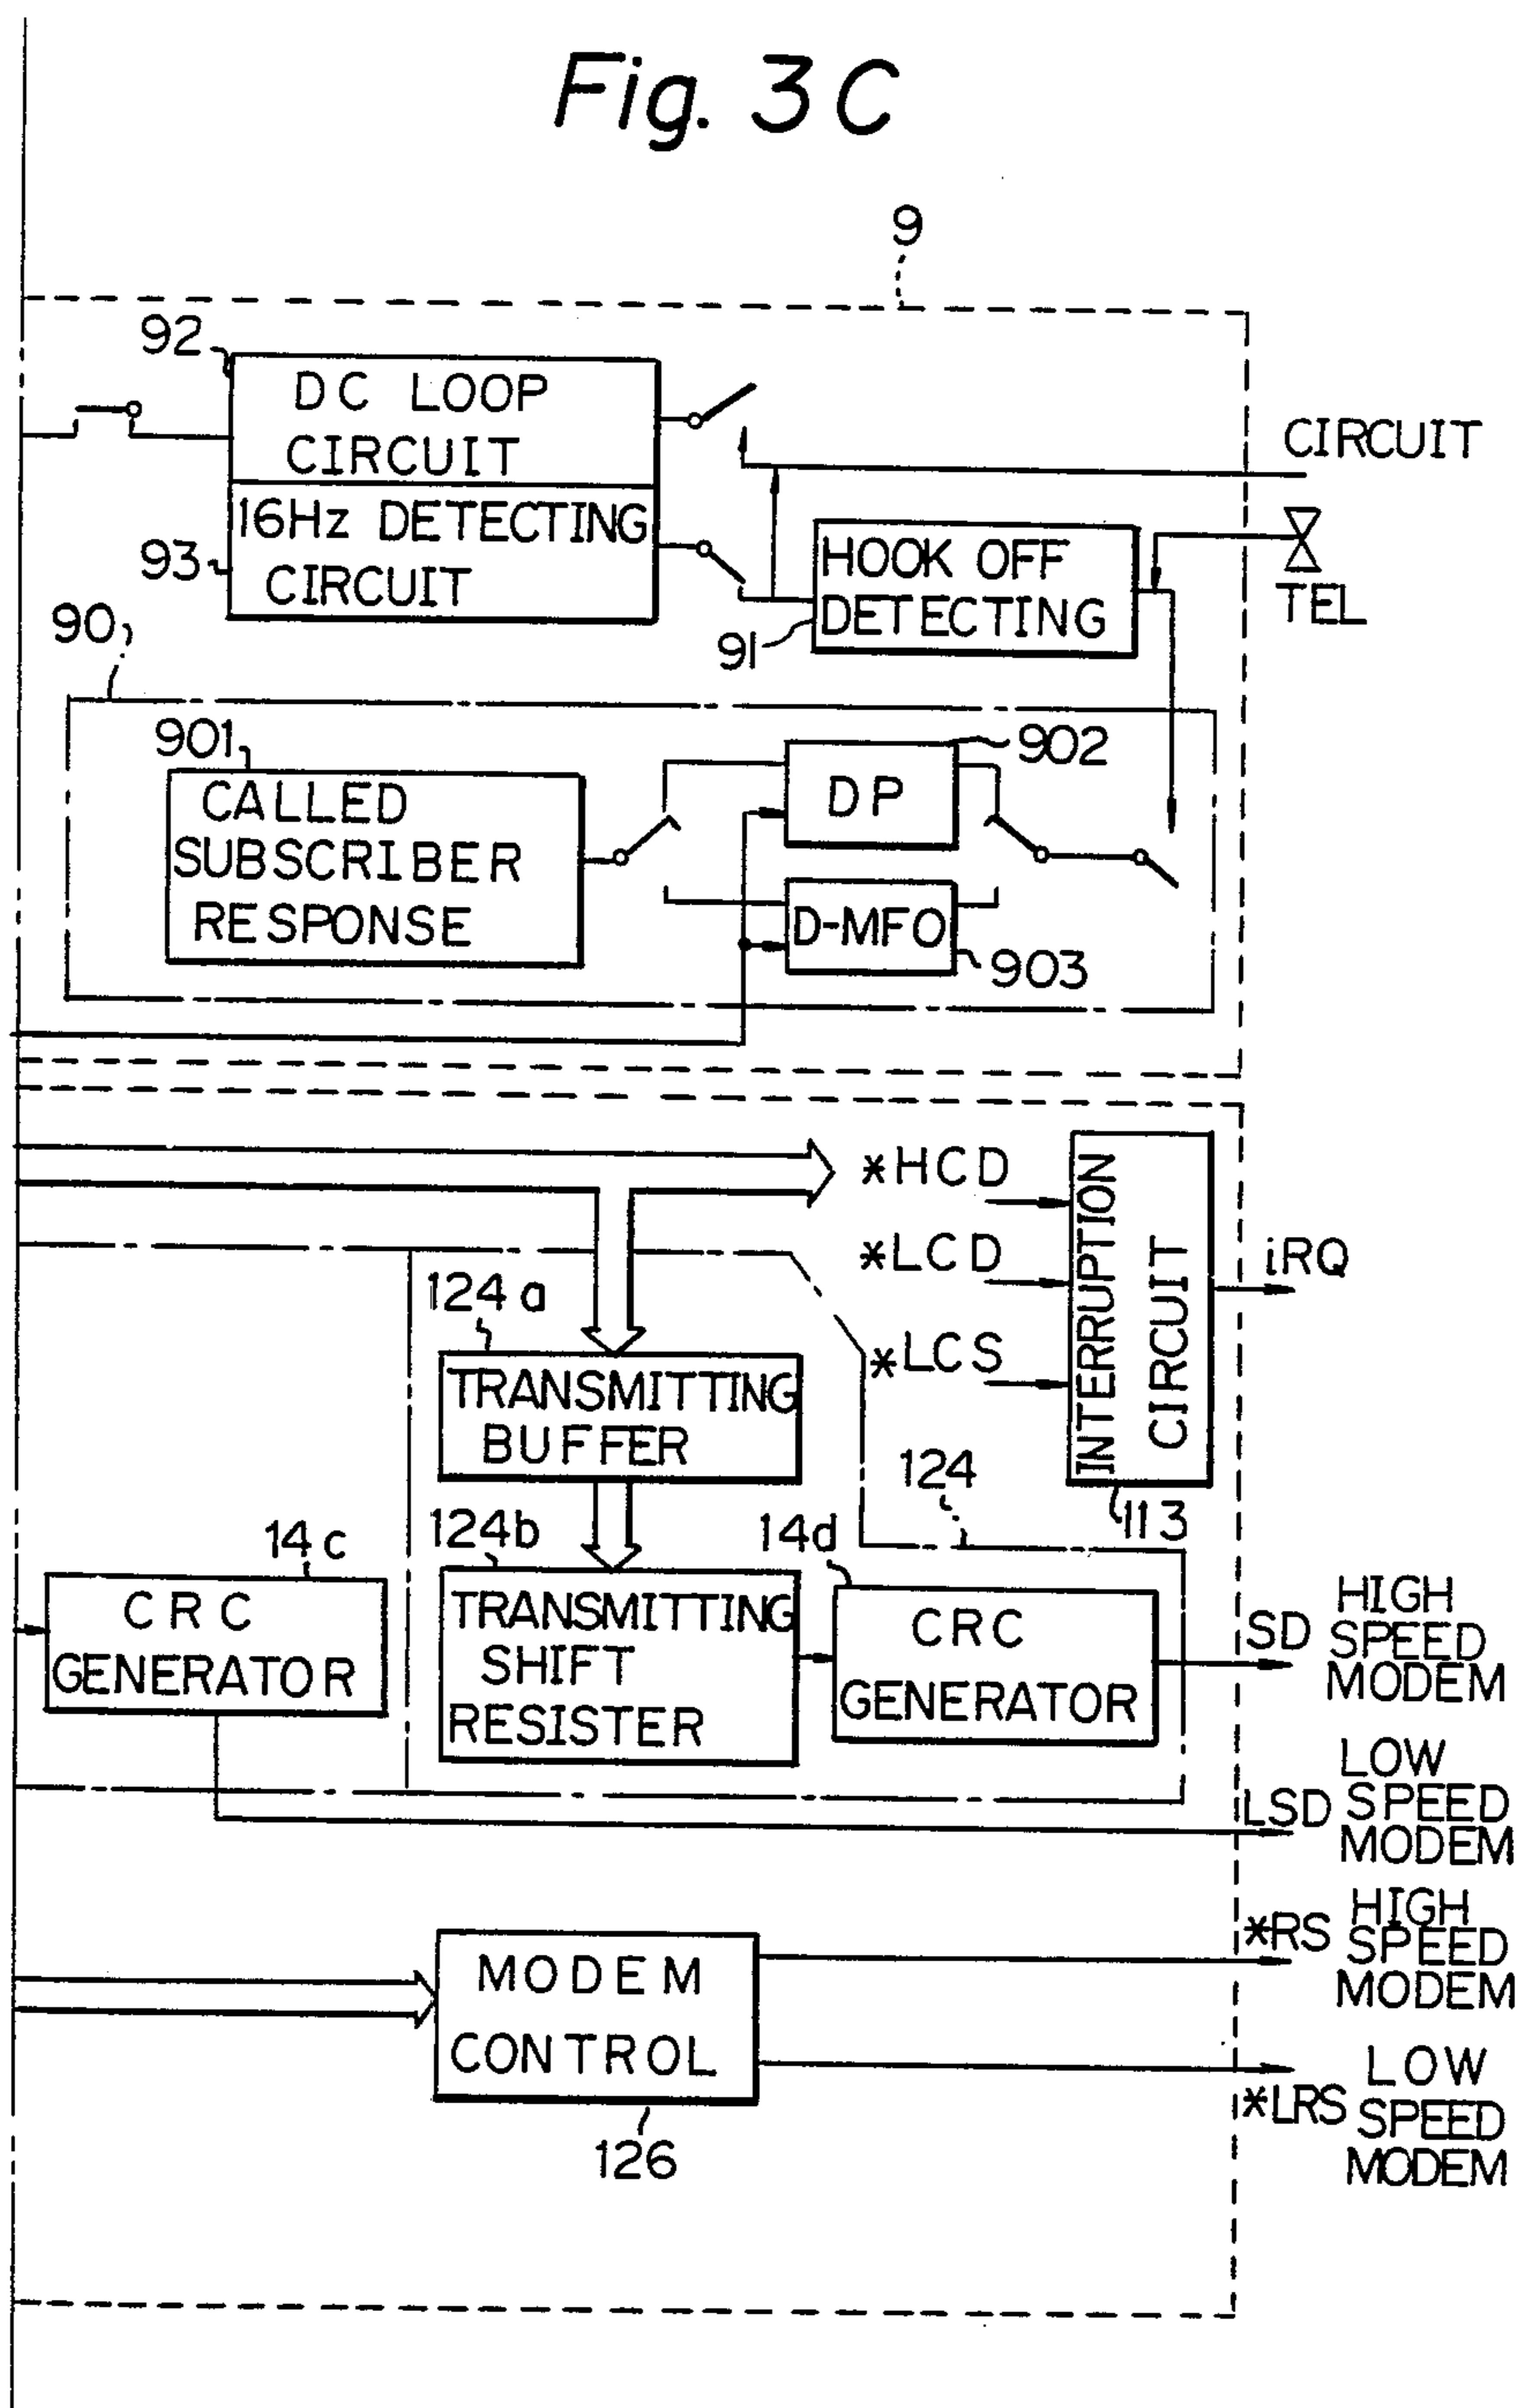 Fig. 3C
9
92
DC LOOP
CIRCUIT
CIRCUIT
93
16Hz DETECTING
CIRCUIT
HOOK OFF
DETECTING
91
TEL
90
901
CALLED
SUBSCRIBER
RESPONSE
902
DP
D-MFO
903
*HCD
*LCD
*LCS
INTERRUPTION
CIRCUIT
113
iRQ
124a
TRANSMITTING
BUFFER
124
14c
CRC
GENERATOR
124b
TRANSMITTING
SHIFT
RESISTER
14d
CRC
GENERATOR
SD
HIGH
SPEED
MODEM
LSD
LOW
SPEED
MODEM
MODEM
CONTROL
126
*RS
HIGH
SPEED
MODEM
*LRS
LOW
SPEED
MODEM